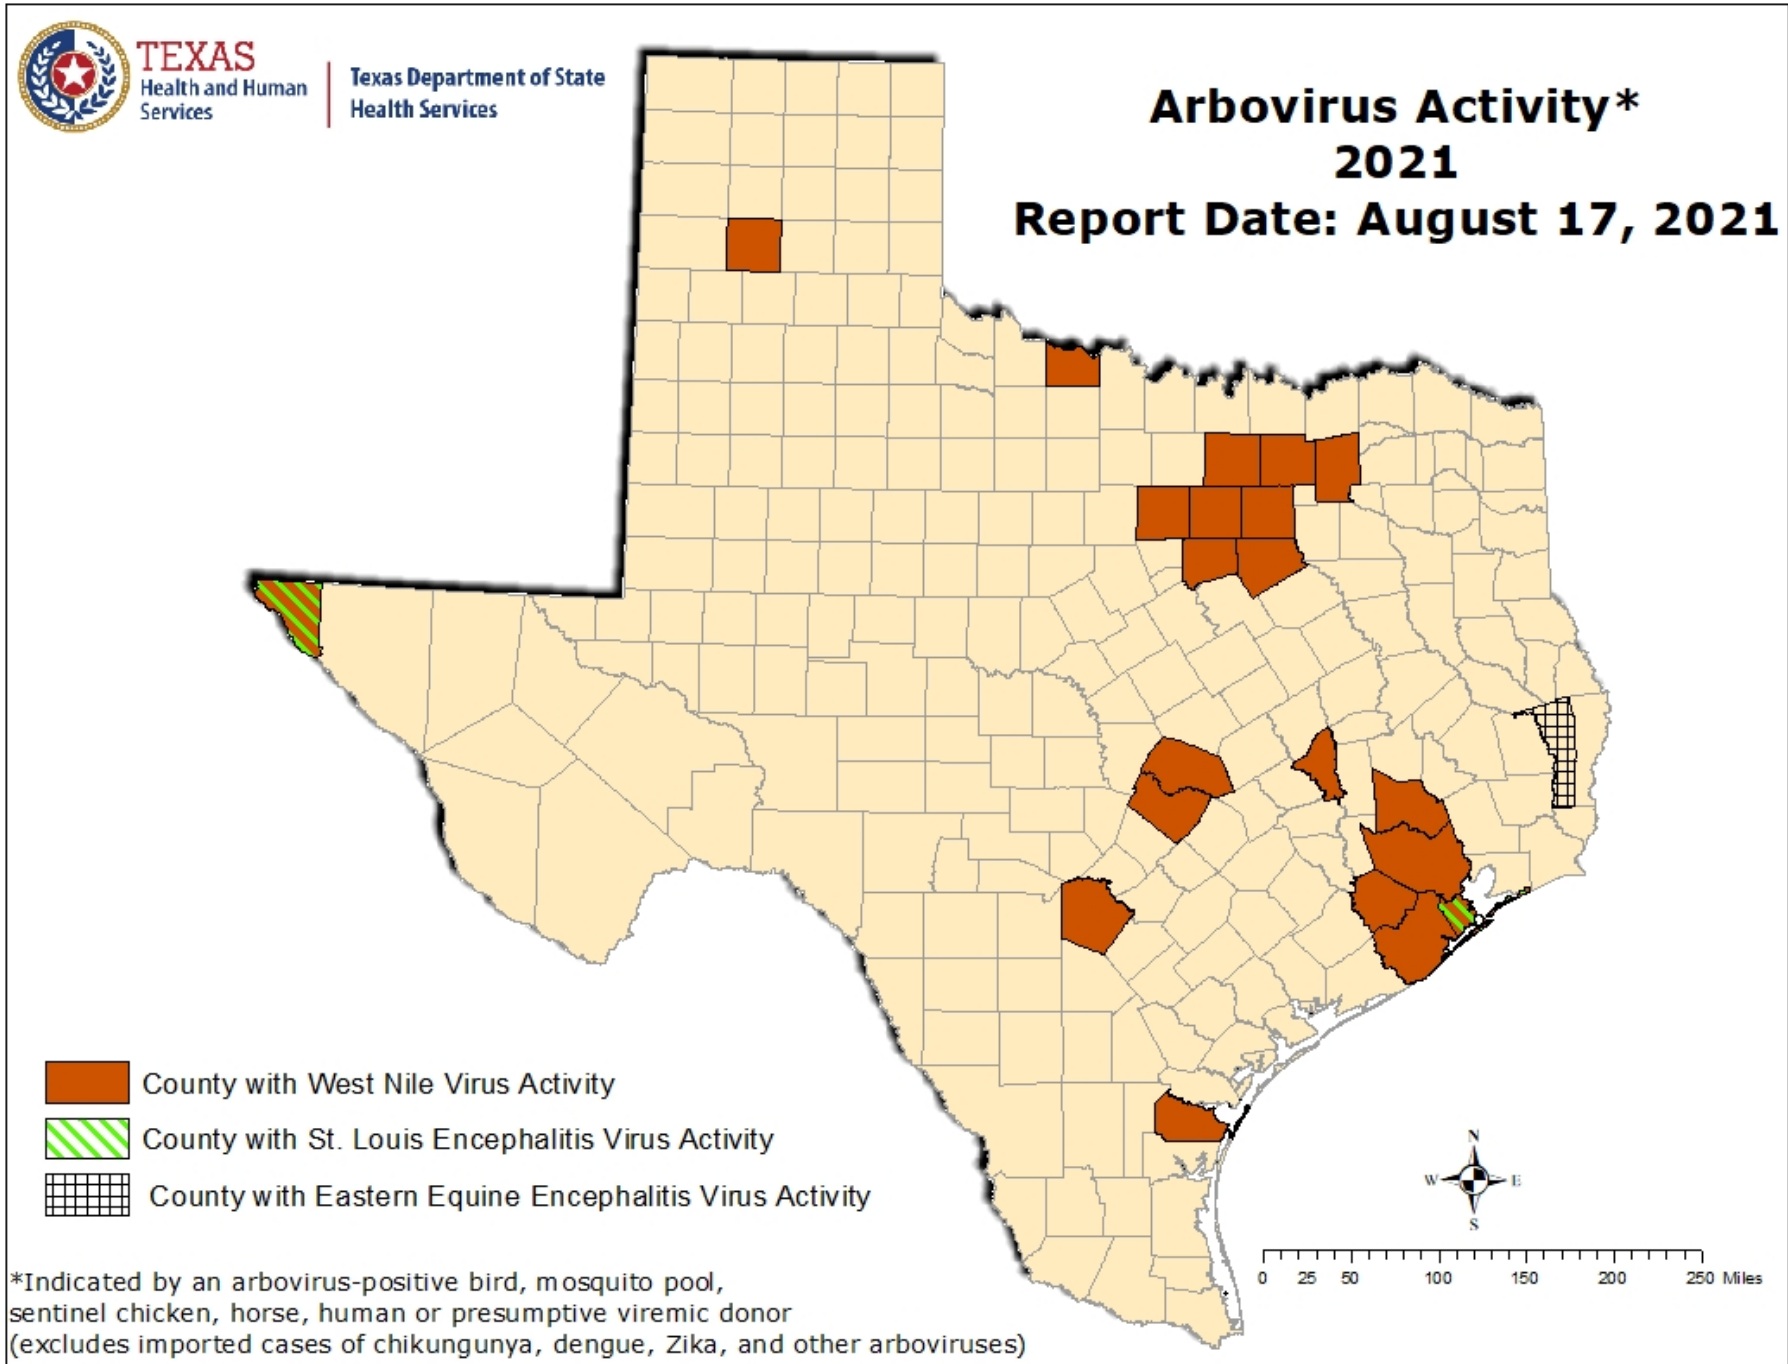 TEXAS
Health and Human
Services
Texas Department of State
Health Services
Arbovirus Activity*
2021
Report Date: August 17, 2021
County with West Nile Virus Activity
County with St. Louis Encephalitis Virus Activity
County with Eastern Equine Encephalitis Virus Activity
*Indicated by an arbovirus-positive bird, mosquito pool,
sentinel chicken, horse, human or presumptive viremic donor
(excludes imported cases of chikungunya, dengue, Zika, and other arboviruses)
N
W E
S
0 25 50 100 150 200 250 Miles